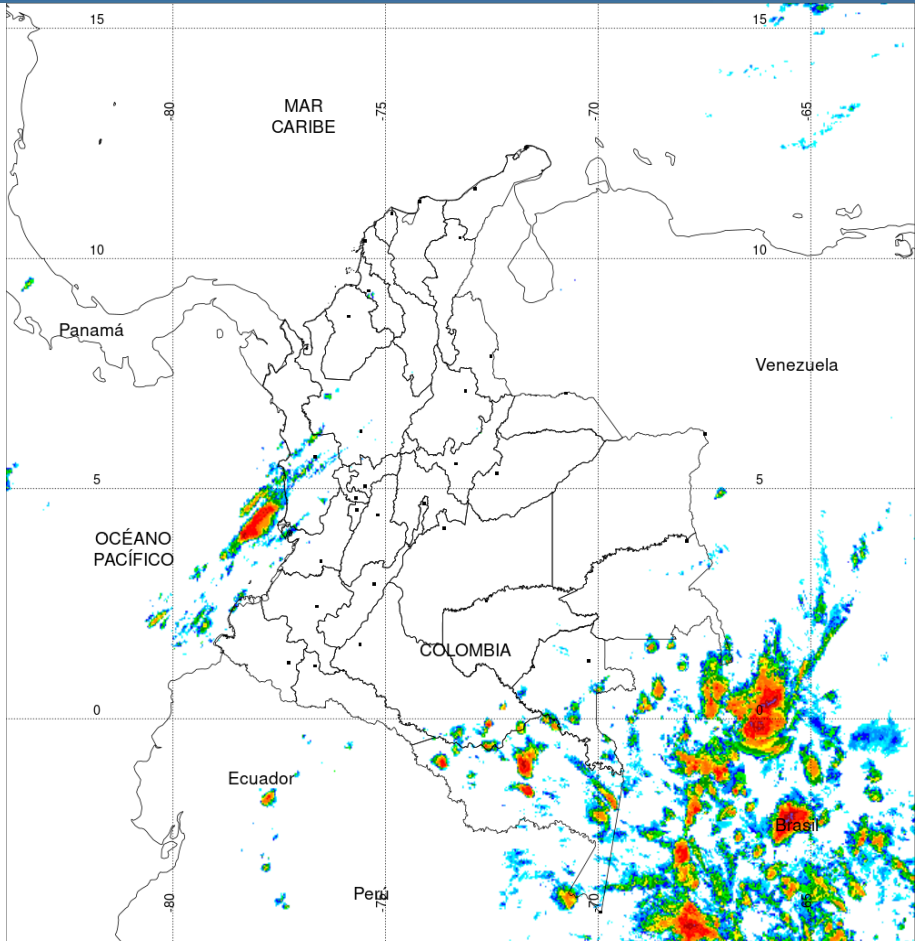 15
15
-80
-75
-70
-65
MAR
CARIBE
10
10
Panamá
Venezuela
5
5
OCÉANO
PACÍFICO
COLOMBIA
0
0
Ecuador
Brasil
Perú
-80
-75
-70
-65